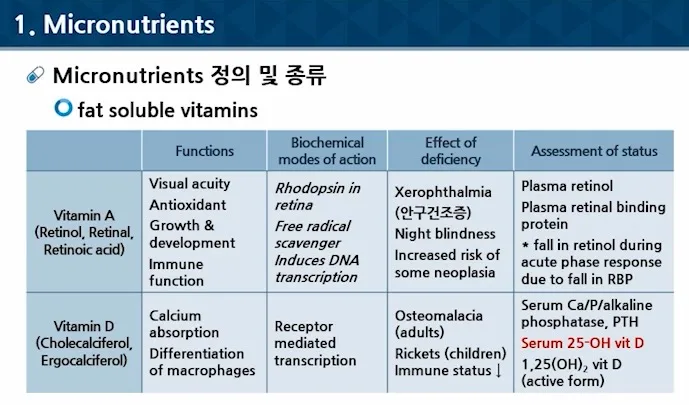 1. Micronutrients
Micronutrients 정의 및 종류
fat soluble vitamins
Functions
Biochemical
modes of action
Effect of
deficiency
Assessment of status
Vitamin A
(Retinol, Retinal,
Retinoic acid)
Visual acuity
Antioxidant
Growth &
development
Immune
function
Rhodopsin in
retina
Free radical
scavenger
Induces DNA
transcription
Xerophthalmia
(안구건조증)
Night blindness
Increased risk of
some neoplasia
Plasma retinol
Plasma retinal binding
protein
* fall in retinol during
acute phase response
due to fall in RBP
Vitamin D
(Cholecalciferol,
Ergocalciferol)
Calcium
absorption
Differentiation
of macrophages
Receptor
mediated
transcription
Osteomalacia
(adults)
Rickets (children)
Immune status↓
Serum Ca/P/alkaline
phosphatase, PTH
Serum 25-OH vit D
1,25(OH)₂ vit D
(active form)